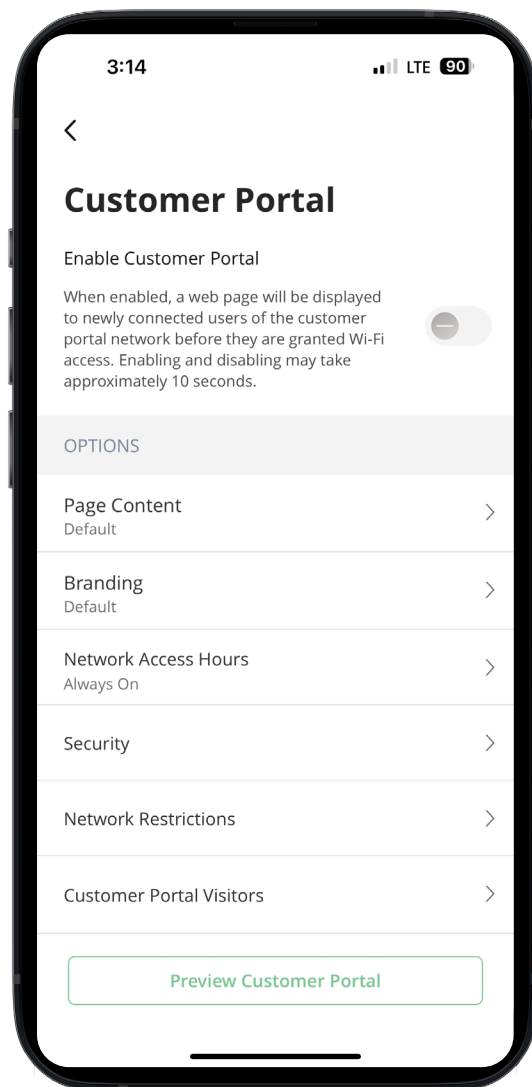 3:14 LTE 90
Customer Portal
Enable Customer Portal
When enabled, a web page will be displayed
to newly connected users of the customer
portal network before they are granted Wi-Fi
access. Enabling and disabling may take
approximately 10 seconds.
OPTIONS
Page Content
Default
Branding
Default
Network Access Hours
Always On
Security
Network Restrictions
Customer Portal Visitors
Preview Customer Portal